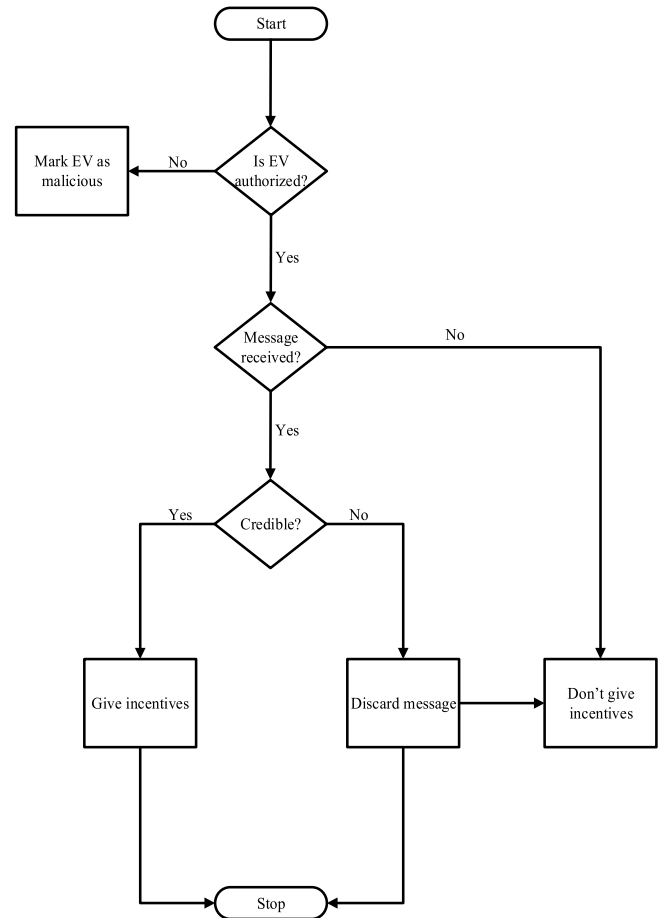 Start
Is EV
authorized?
No
Mark EV as
malicious
Yes
Message
received?
No
Yes
Credible?
Yes
No
Give incentives
Discard message
Don’t give
incentives
Stop